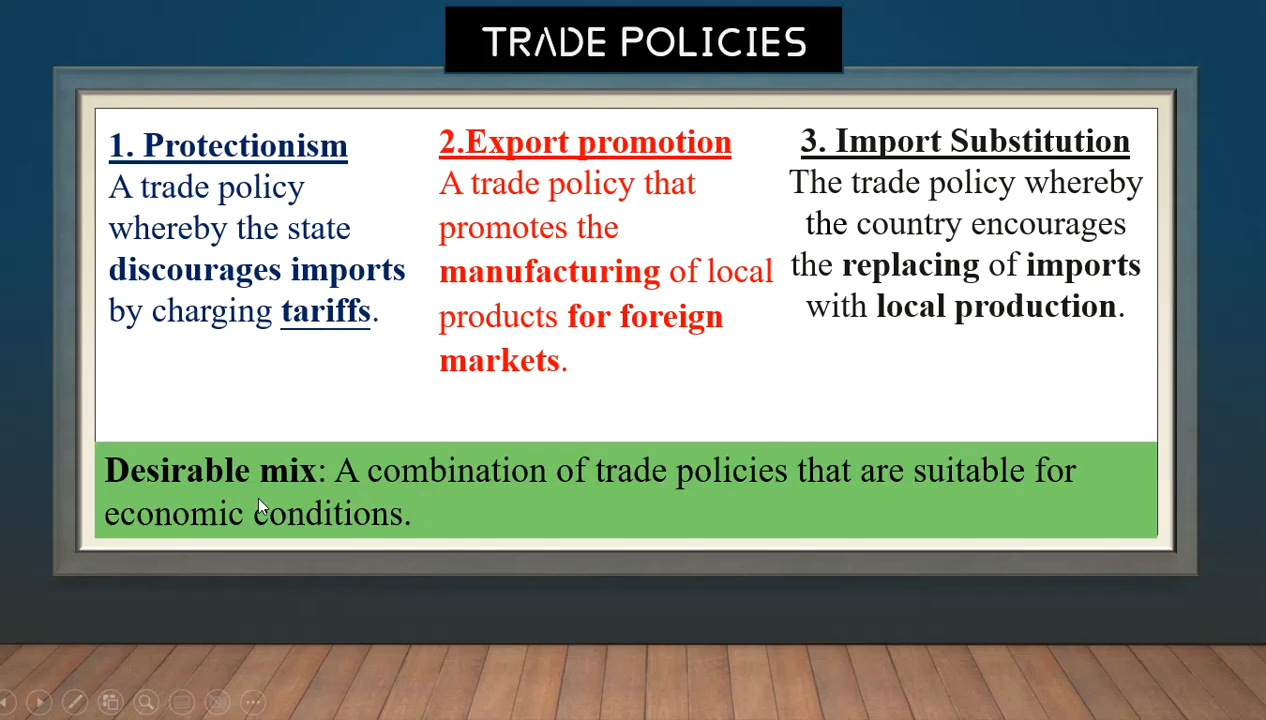 TRADE POLICIES
1. Protectionism
A trade policy
whereby the state
discourages imports
by charging tariffs.
2.Export promotion
A trade policy that
promotes the
manufacturing of local
products for foreign
markets.
3. Import Substitution
The trade policy whereby
the country encourages
the replacing of imports
with local production.
Desirable mix: A combination of trade policies that are suitable for
economic conditions.